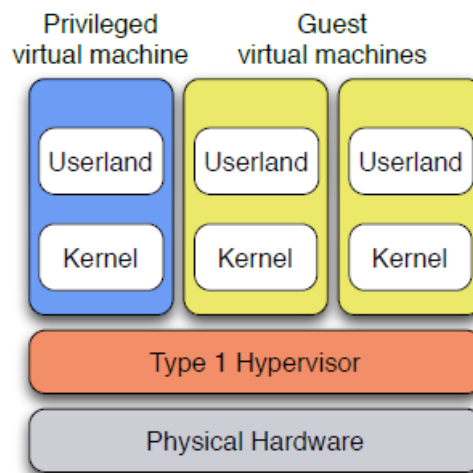 Privileged
virtual machine
Guest
virtual machines
Userland
Userland
Userland
Kernel
Kernel
Kernel
Type 1 Hypervisor
Physical Hardware